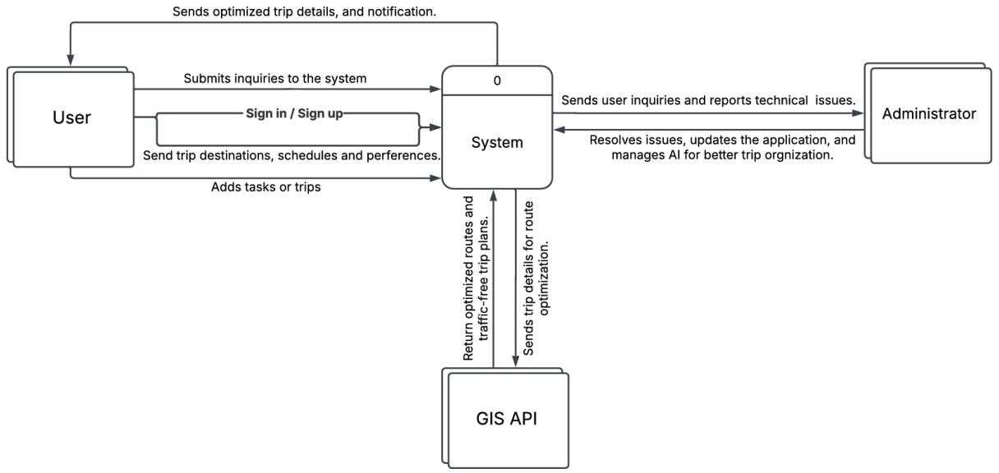 Sends optimized trip details, and notification.
Submits inquiries to the system
0
User
Sign in / Sign up
System
Send trip destinations, schedules and perferences.
Adds tasks or trips
Sends user inquiries and reports technical issues.
Administrator
Resolves issues, updates the application, and
manages AI for better trip orgnization.
Return optimized routes and
traffic-free trip plans.
Sends trip details for route
optimization.
GIS API